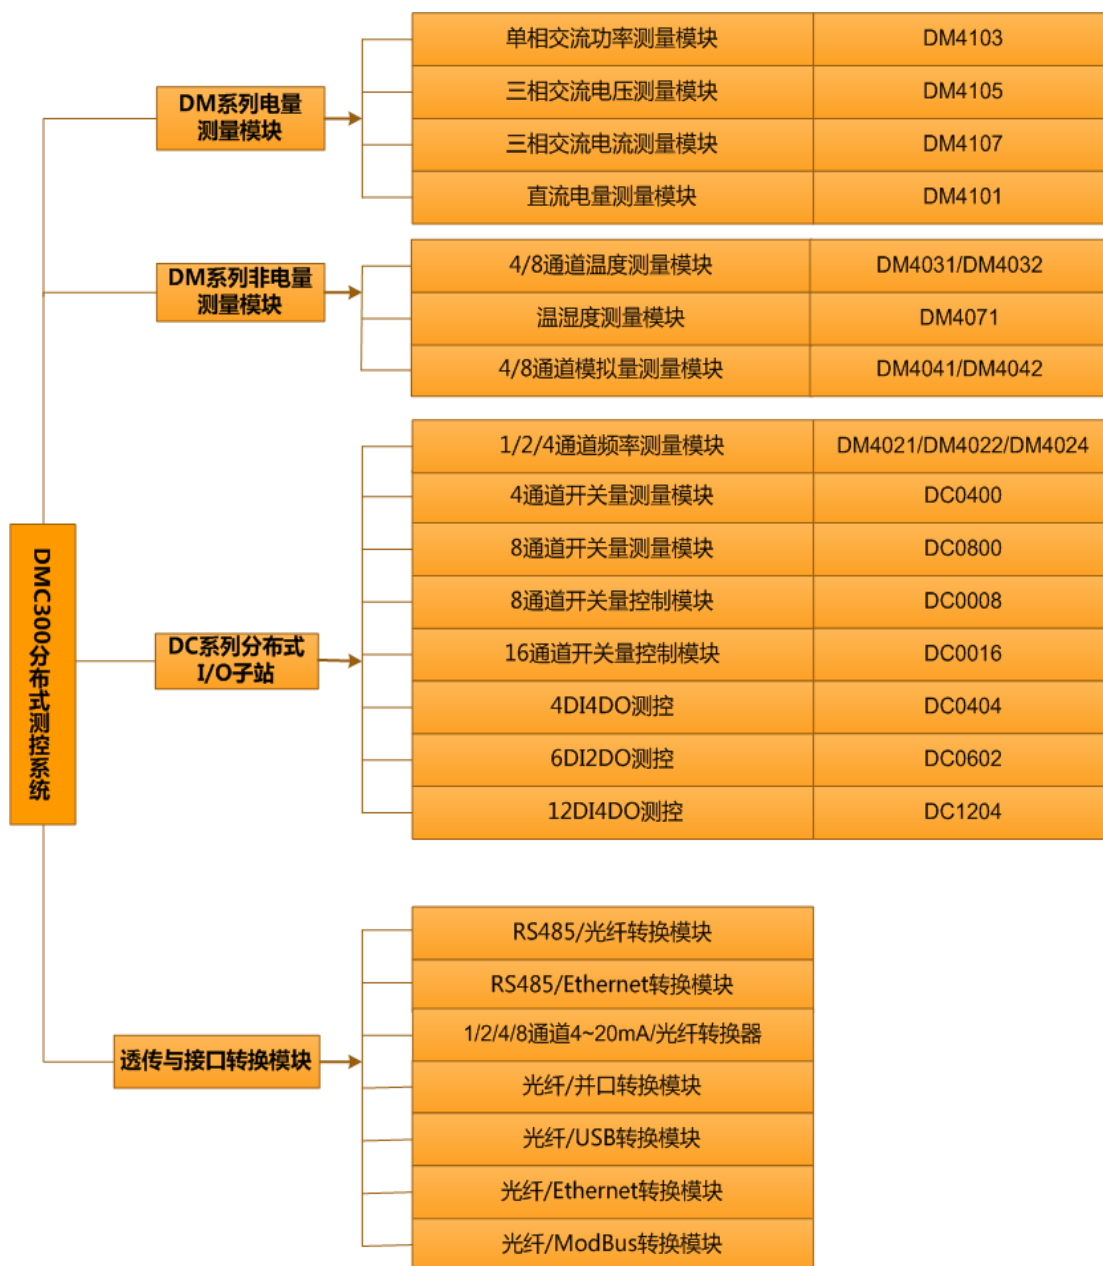 DMC300分布式测控系统
DM系列电量
测量模块
单相交流功率测量模块 DM4103
三相交流电压测量模块 DM4105
三相交流电流测量模块 DM4107
直流电量测量模块 DM4101
DM系列非电量
测量模块
4/8通道温度测量模块 DM4031/DM4032
温湿度测量模块 DM4071
4/8通道模拟量测量模块 DM4041/DM4042
DC系列分布式
I/O子站
1/2/4通道频率测量模块 DM4021/DM4022/DM4024
4通道开关量测量模块 DC0400
8通道开关量测量模块 DC0800
8通道开关量控制模块 DC0008
16通道开关量控制模块 DC0016
4DI4DO测控 DC0404
6DI2DO测控 DC0602
12DI4DO测控 DC1204
透传与接口转换模块
RS485/光纤转换模块
RS485/Ethernet转换模块
1/2/4/8通道4~20mA/光纤转换器
光纤/并口转换模块
光纤/USB转换模块
光纤/Ethernet转换模块
光纤/ModBus转换模块